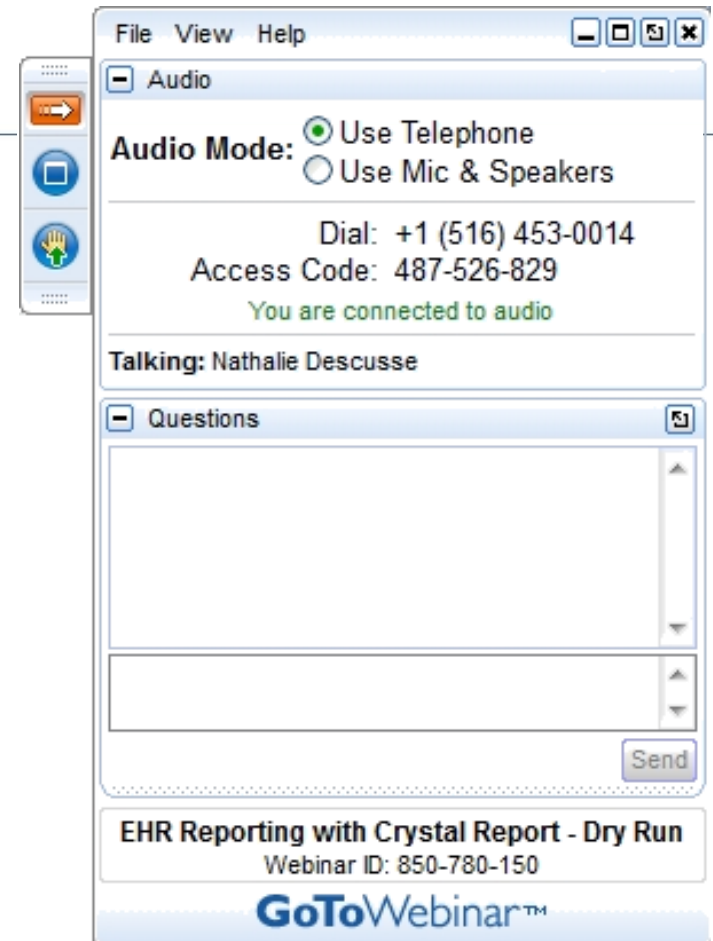 File View Help
Audio
Audio Mode: Use Telephone
Use Mic & Speakers
Dial: +1 (516) 453-0014
Access Code: 487-526-829
You are connected to audio
Talking: Nathalie Descusse
Questions
Send
EHR Reporting with Crystal Report - Dry Run
Webinar ID: 850-780-150
GoToWebinar™